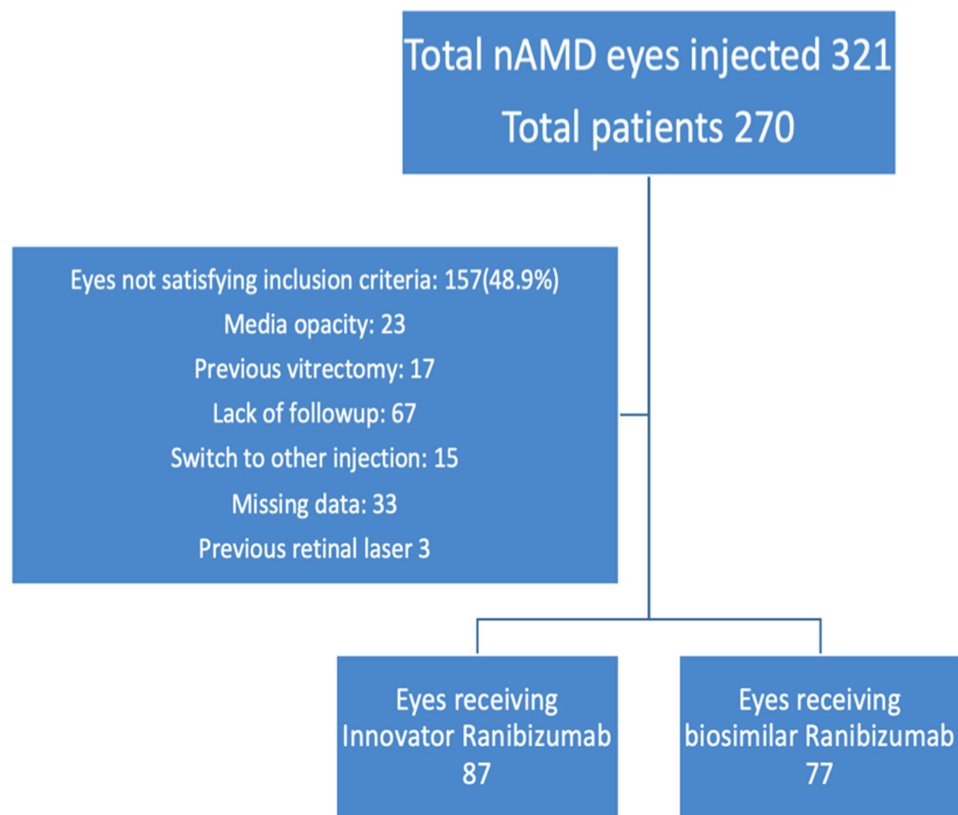 Total nAMD eyes injected 321
Total patients 270
Eyes not satisfying inclusion criteria: 157(48.9%)
Media opacity: 23
Previous vitrectomy: 17
Lack of followup: 67
Switch to other injection: 15
Missing data: 33
Previous retinal laser 3
Eyes receiving
Innovator Ranibizumab
87
Eyes receiving
biosimilar Ranibizumab
77